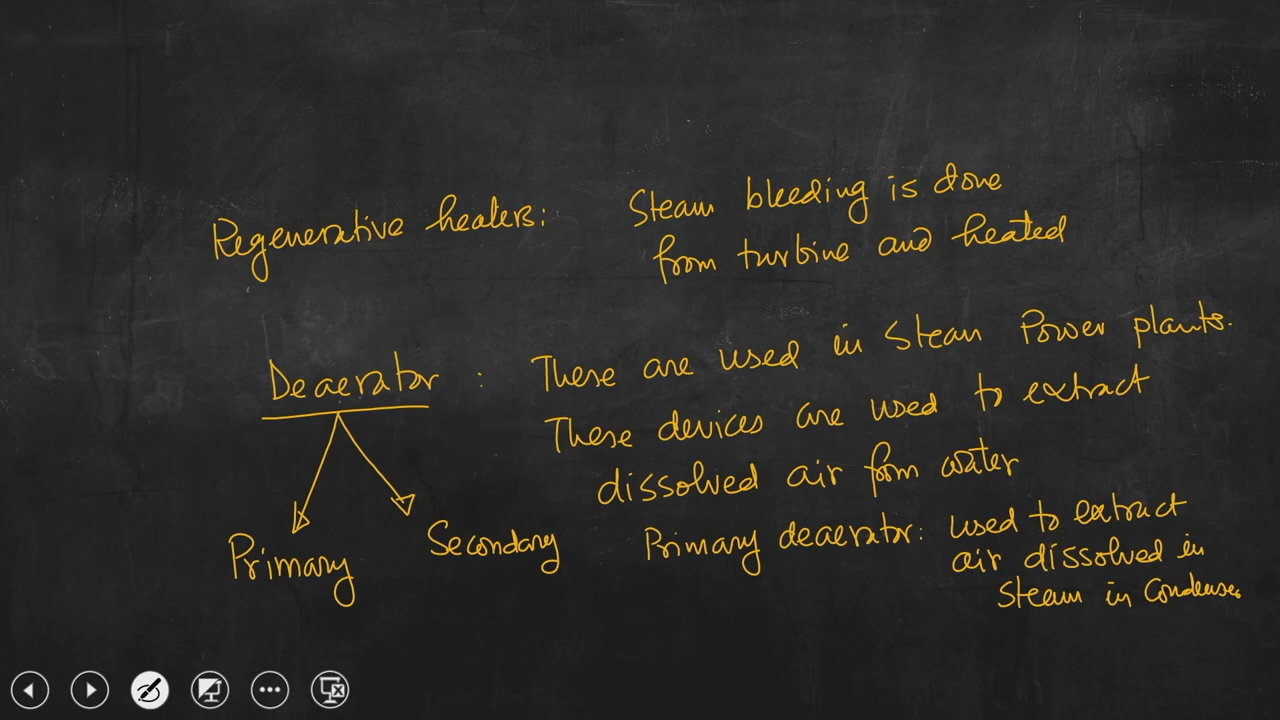 Regenerative heaters: Steam bleeding is done
from turbine and heated
Deaerator : These are used in Steam Power plants.
These devices are used to extract
dissolved air from water
Primary Secondary Primary deaerator: used to extract
air dissolved in
Steam in Condenser